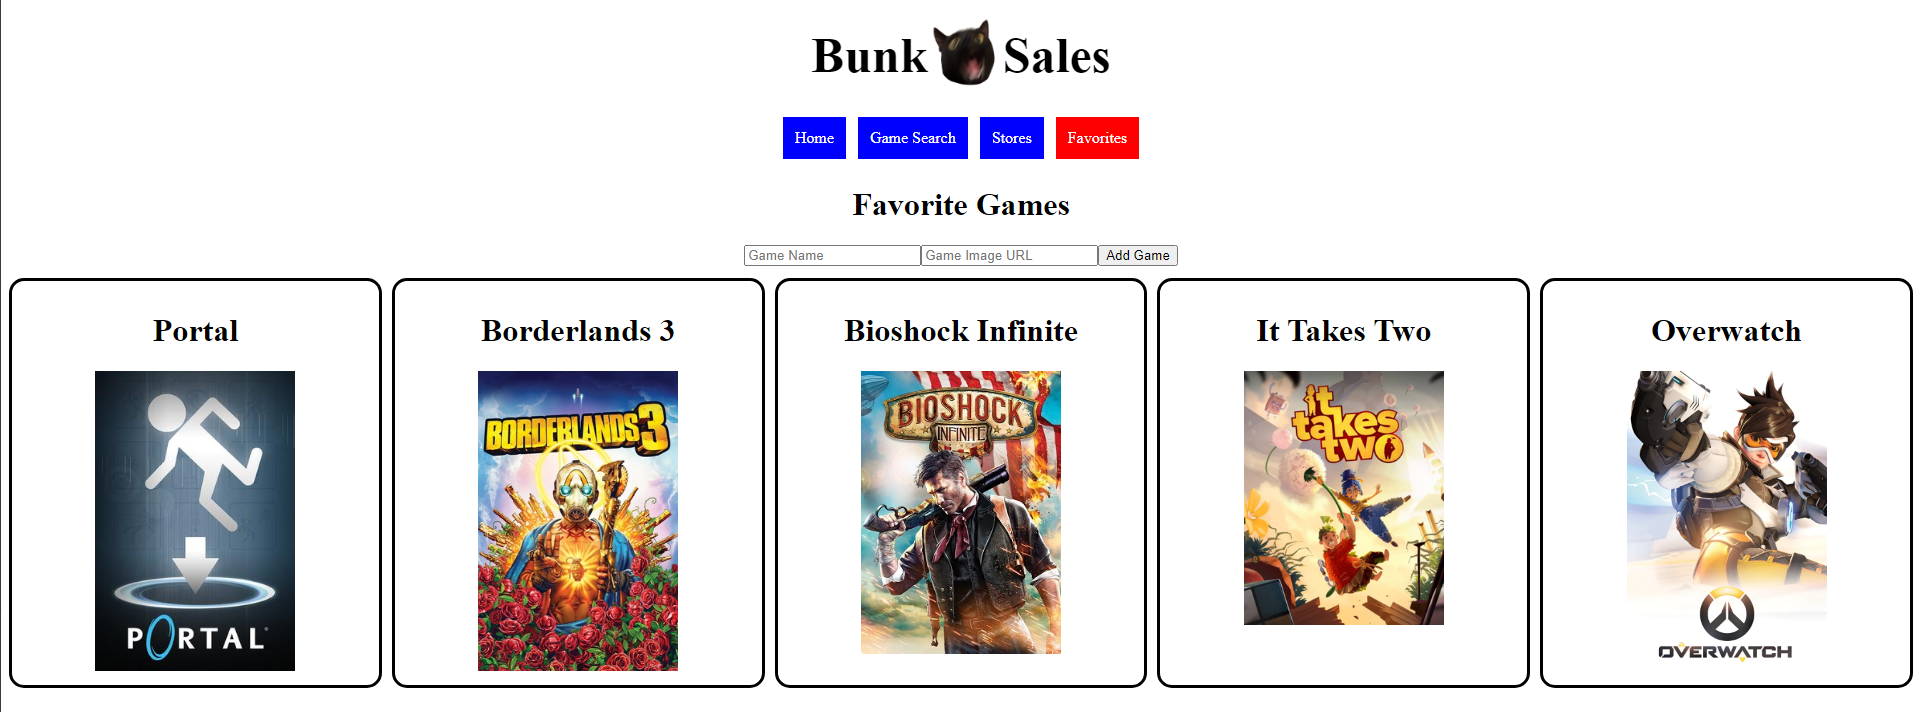 Bunk Sales
Home Game Search Stores Favorites
Favorite Games
Game Name Game Image URL Add Game
Portal
PORTAL
Borderlands 3
BORDERLANDS 3
Bioshock Infinite
BIOSHOCK
INFINITE
It Takes Two
it
takes
two
Overwatch
OVERWATCH